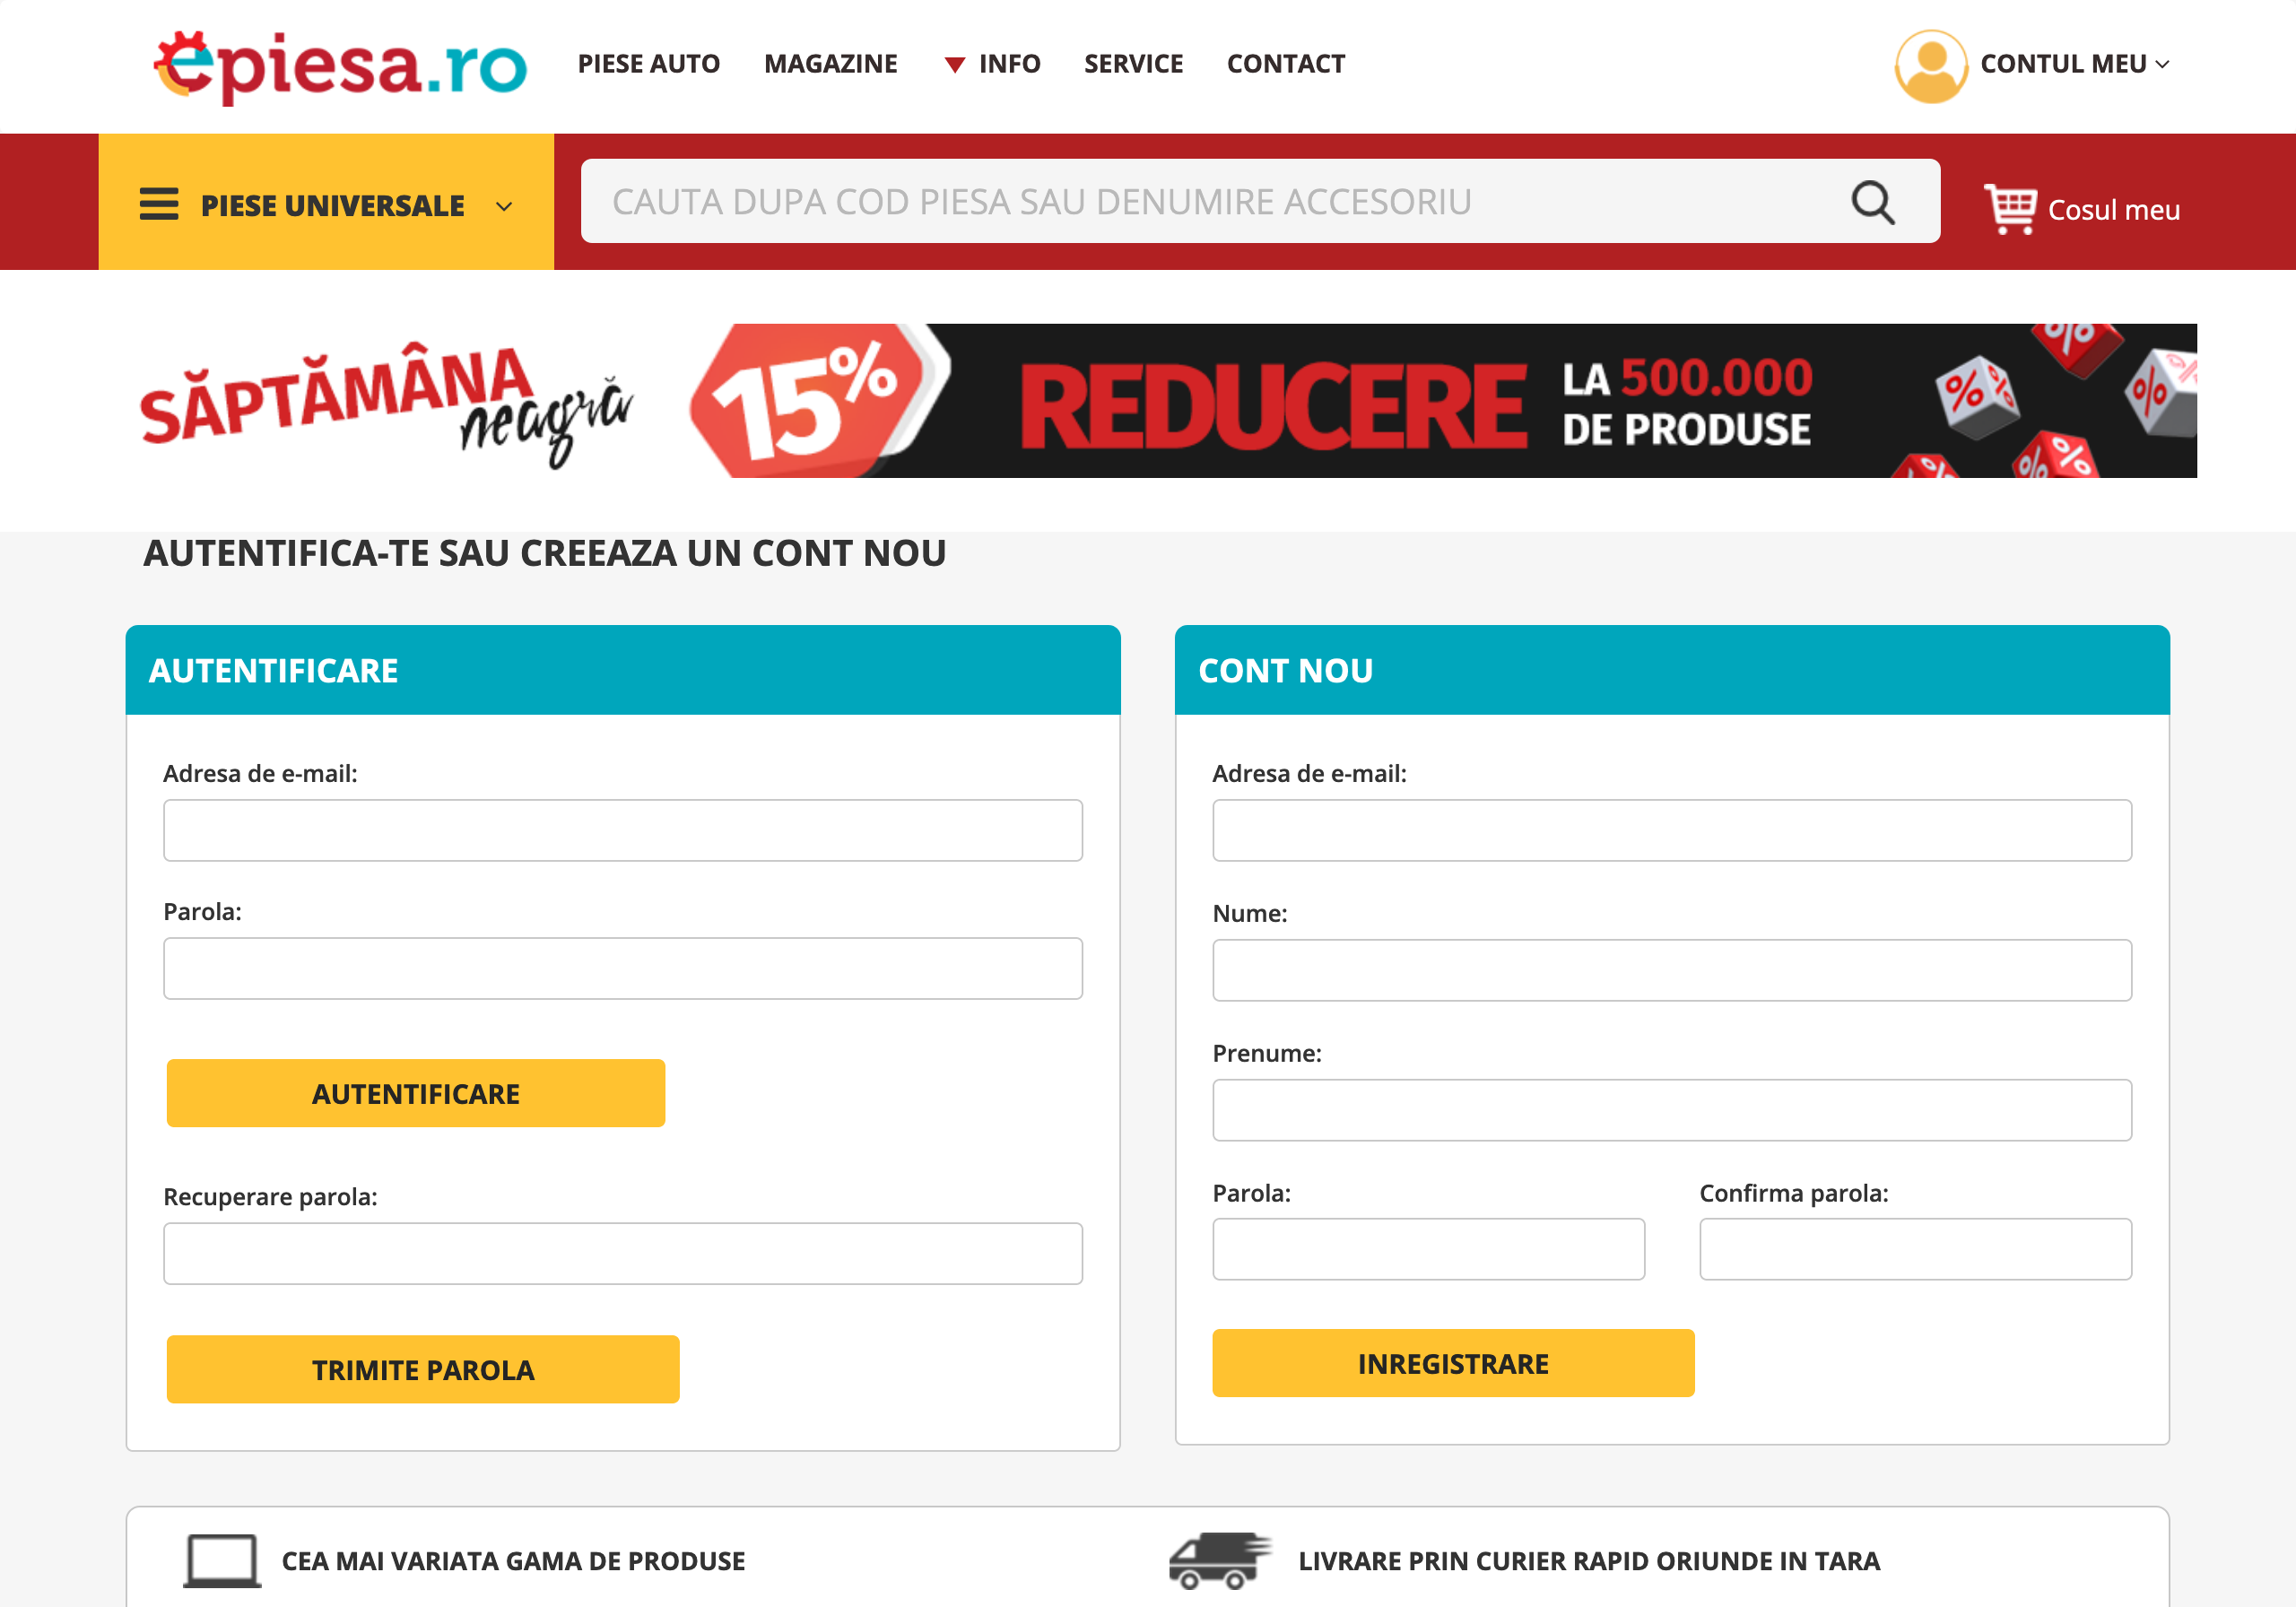 epiesa.ro
PIESE AUTO MAGAZINE INFO SERVICE CONTACT
CONTUL MEU
PIESE UNIVERSALE
CAUTA DUPA COD PIESA SAU DENUMIRE ACCESORIU
Cosul meu
SĂPTĂMÂNA
neagră
15%
REDUCERE
LA 500.000
DE PRODUSE
% % % % % % % %
AUTENTIFICA-TE SAU CREEAZA UN CONT NOU
AUTENTIFICARE
Adresa de e-mail:
Parola:
AUTENTIFICARE
Recuperare parola:
TRIMITE PAROLA
CONT NOU
Adresa de e-mail:
Nume:
Prenume:
Parola:
Confirma parola:
INREGISTRARE
CEA MAI VARIATA GAMA DE PRODUSE
LIVRARE PRIN CURIER RAPID ORIUNDE IN TARA